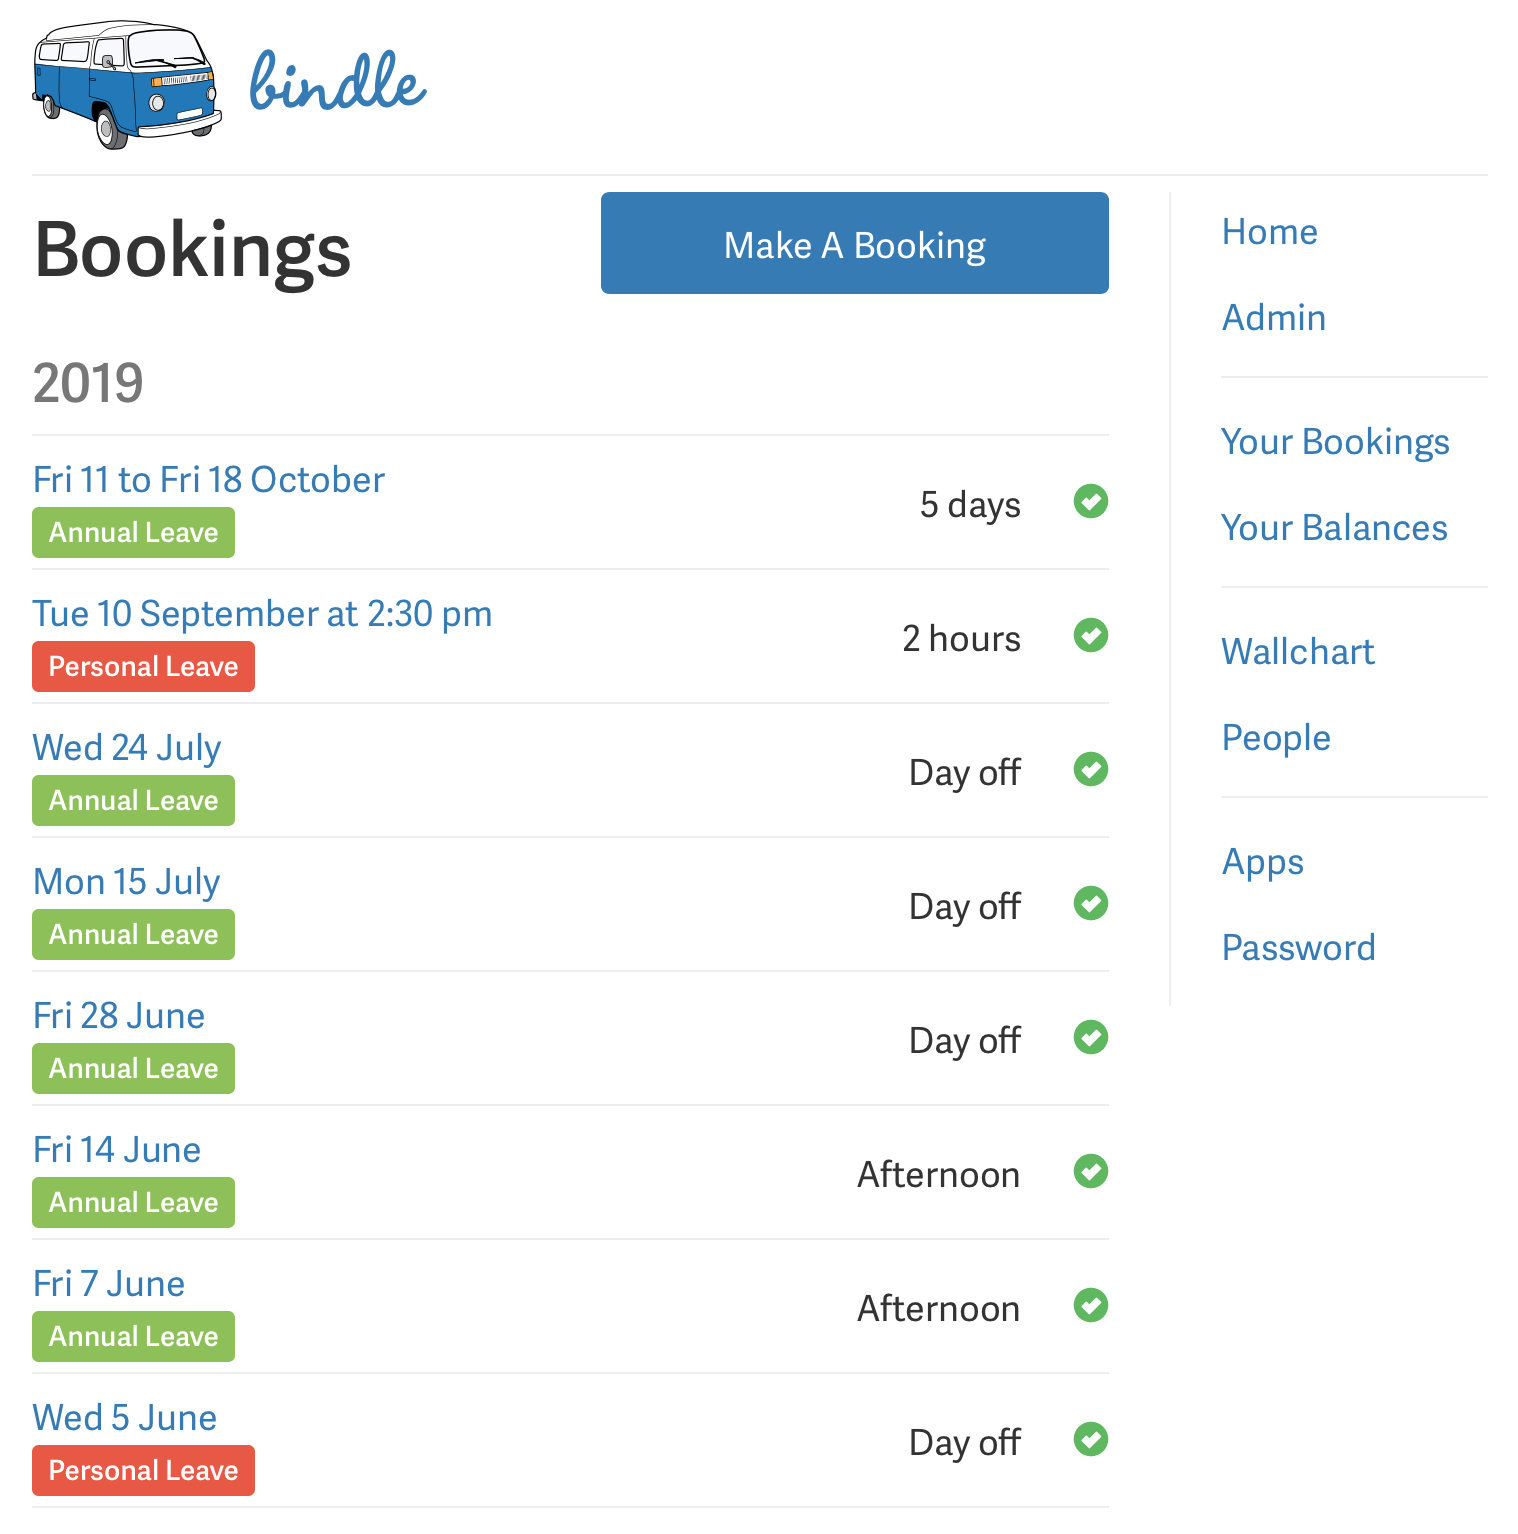 bindle
Bookings
Make A Booking
2019
Fri 11 to Fri 18 October
Annual Leave
5 days
Tue 10 September at 2:30 pm
Personal Leave
2 hours
Wed 24 July
Annual Leave
Day off
Mon 15 July
Annual Leave
Day off
Fri 28 June
Annual Leave
Day off
Fri 14 June
Annual Leave
Afternoon
Fri 7 June
Annual Leave
Afternoon
Wed 5 June
Personal Leave
Day off
Home
Admin
Your Bookings
Your Balances
Wallchart
People
Apps
Password